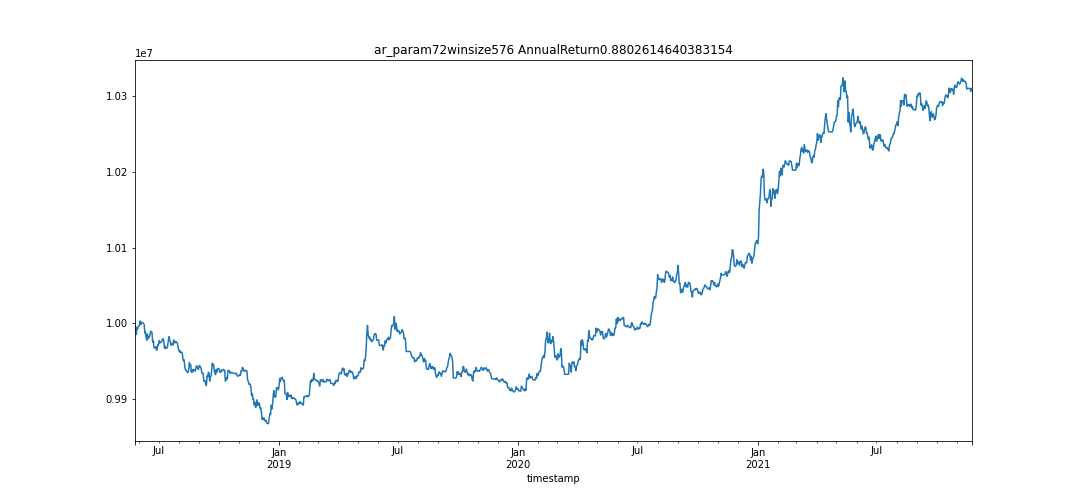 ar_param72winsize576 AnnualReturn0.8802614640383154
1e7
1.03
1.02
1.01
1.00
0.99
Jul
Jan
2019
Jul
Jan
2020
Jul
Jan
2021
Jul
timestamp